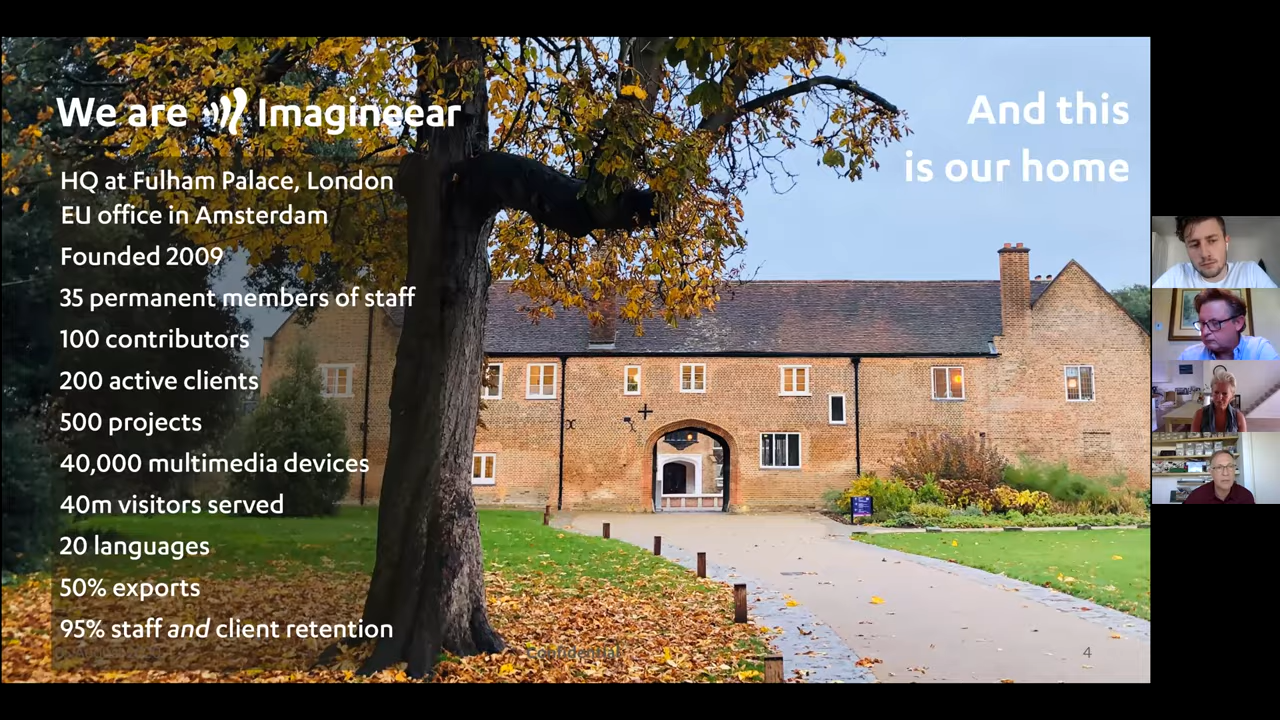 We are Imagineear
And this
is our home
HQ at Fulham Palace, London
EU office in Amsterdam
Founded 2009
35 permanent members of staff
100 contributors
200 active clients
500 projects
40,000 multimedia devices
40m visitors served
20 languages
50% exports
95% staff and client retention
Confidential
4